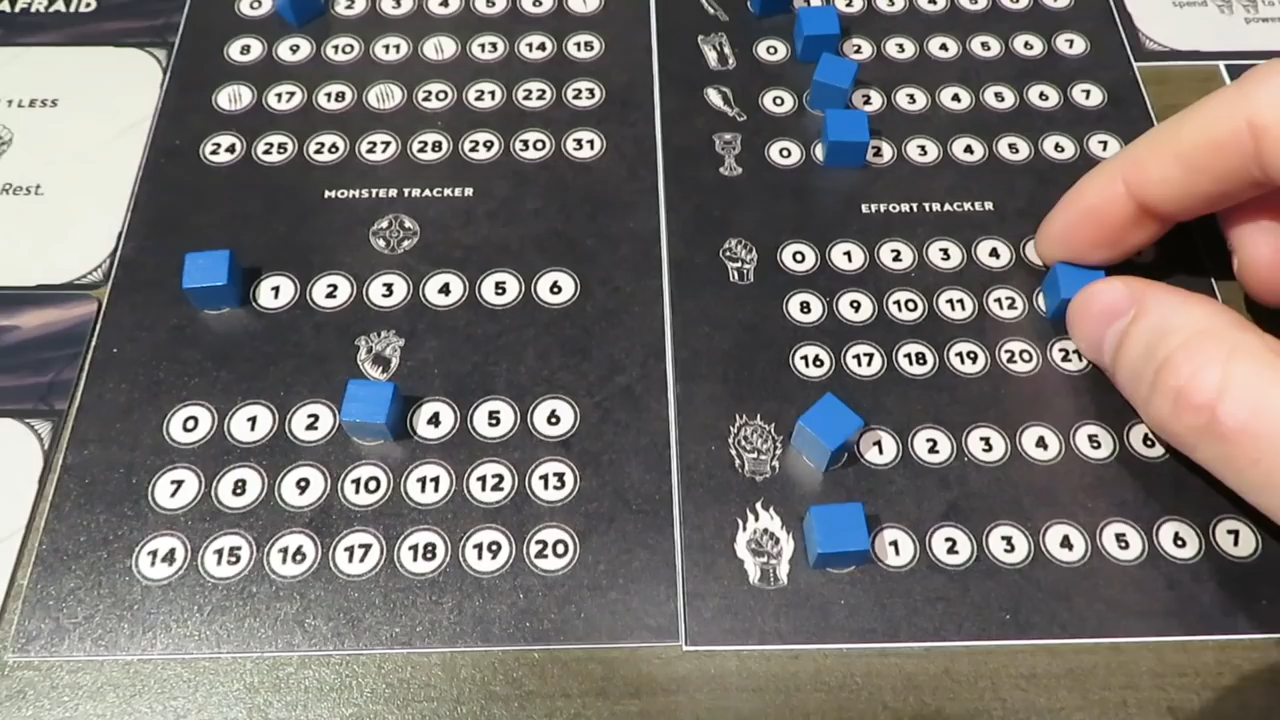 AFRAID
1 LESS
Rest.
0 2 3 4 5 6
8 9 10 11 13 14 15
17 18 20 21 22 23
24 25 26 27 28 29 30 31
MONSTER TRACKER
1 2 3 4 5 6
0 1 2 4 5 6
7 8 9 10 11 12 13
14 15 16 17 18 19 20
1 2 3 4 5 6 7
0 2 3 4 5 6 7
0 2 3 4 5 6 7
0 2 3 4 5 6 7
EFFORT TRACKER
0 1 2 3 4
8 9 10 11 12
16 17 18 19 20 21
1 2 3 4 5 6
1 2 3 4 5 6 7
spend to
power